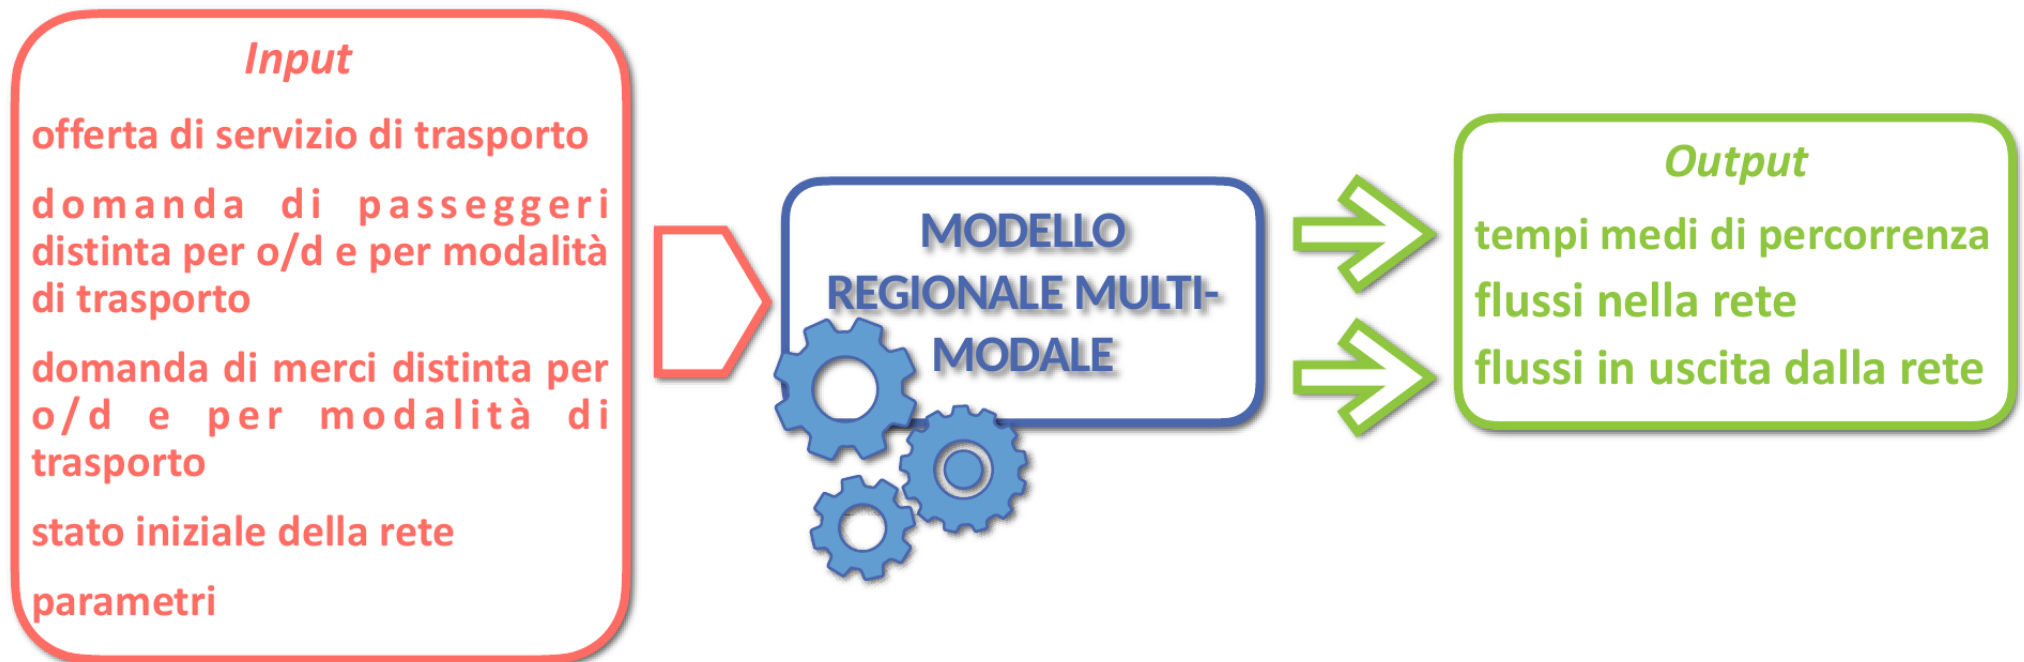 Input
offerta di servizio di trasporto
domanda di passeggeri
distinta per o/d e per modalità
di trasporto
domanda di merci distinta per
o/d e per modalità di
trasporto
stato iniziale della rete
parametri
MODELLO
REGIONALE MULTI-
MODALE
Output
tempi medi di percorrenza
flussi nella rete
flussi in uscita dalla rete